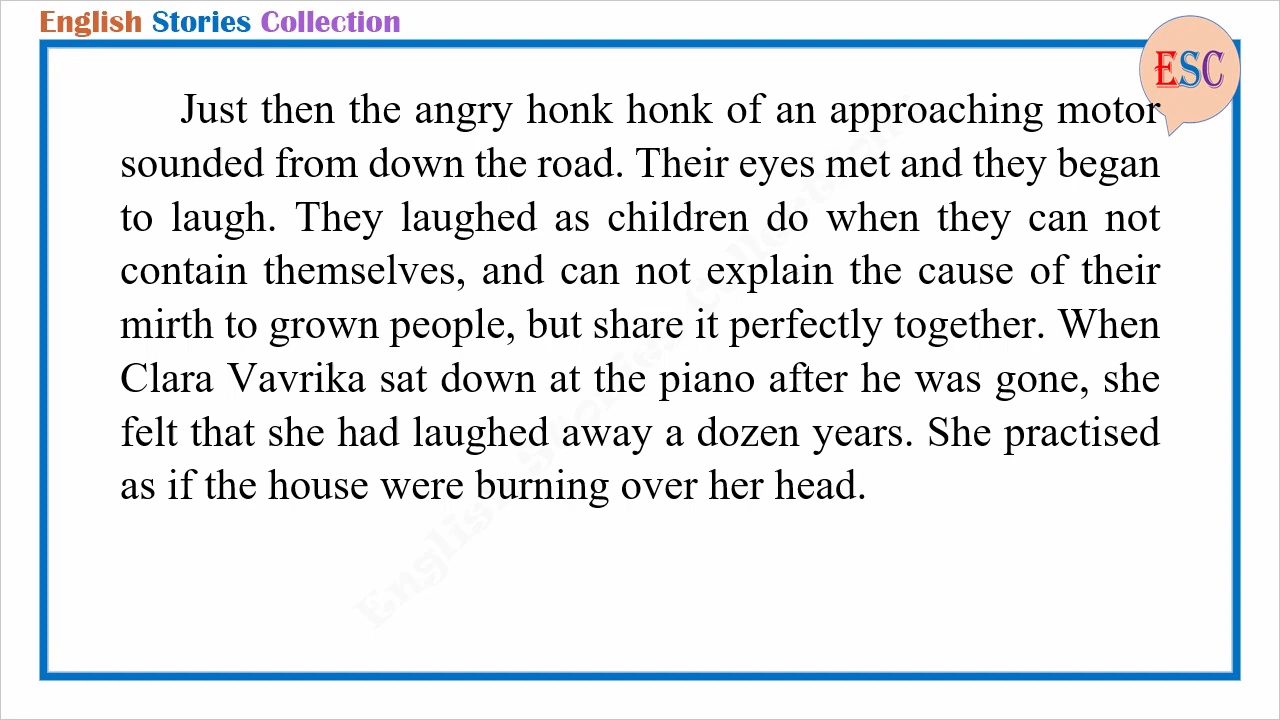 English Stories Collection
ESC
Just then the angry honk honk of an approaching motor
sounded from down the road. Their eyes met and they began
to laugh. They laughed as children do when they can not
contain themselves, and can not explain the cause of their
mirth to grown people, but share it perfectly together. When
Clara Vavrika sat down at the piano after he was gone, she
felt that she had laughed away a dozen years. She practised
as if the house were burning over her head.
English Stories Collection